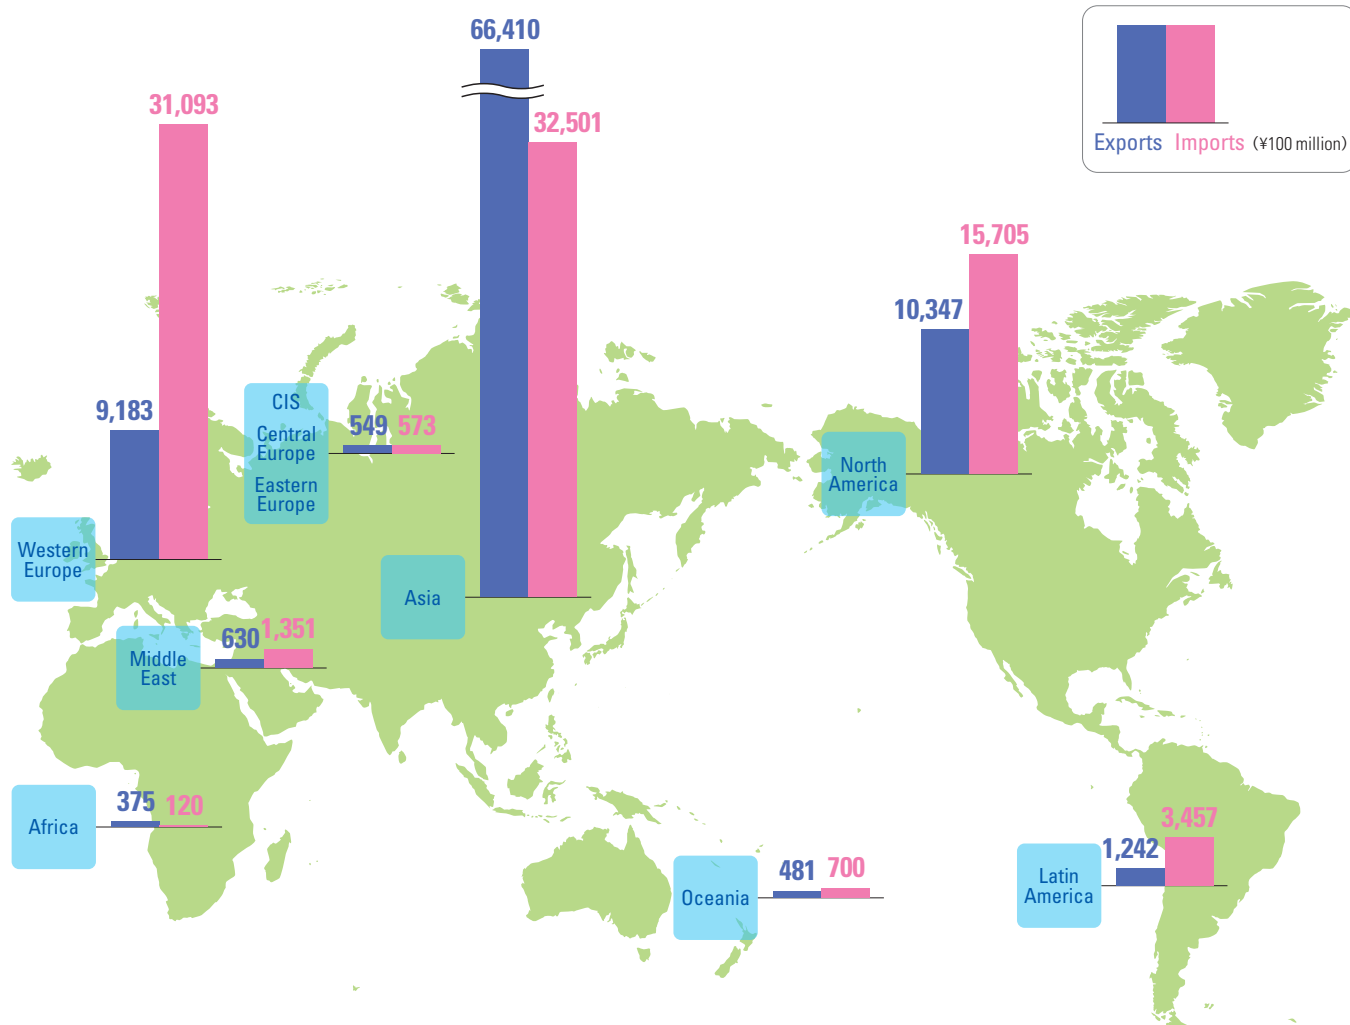 66,410
31,093
32,501
Exports Imports (¥100 million)
15,705
10,347
9,183
CIS
Central
Europe
Eastern
Europe
549 573
North
America
Western
Europe
Asia
630 1,351
Middle
East
375 120
Africa
3,457
1,242
Latin
America
481 700
Oceania